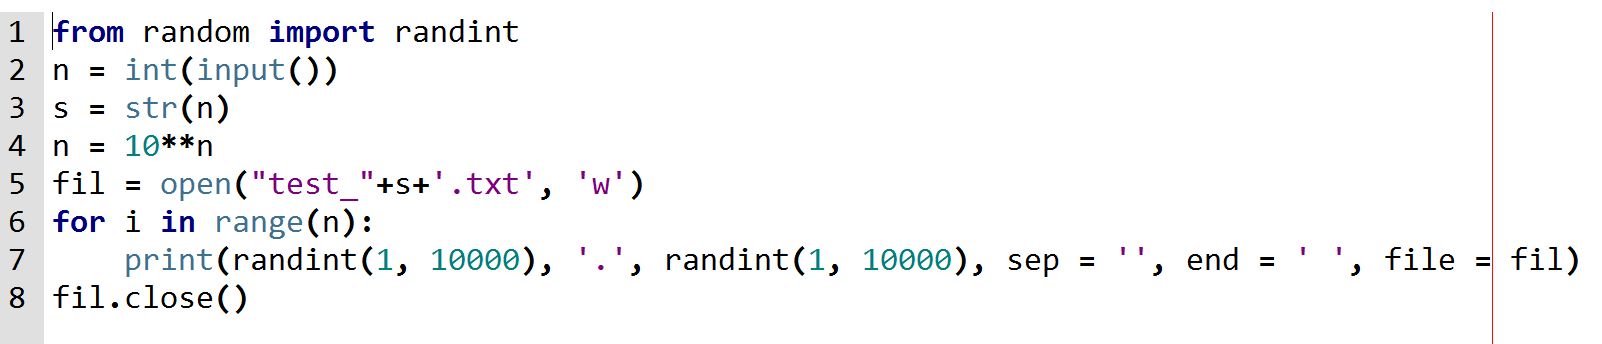 1 from random import randint
2 n = int(input())
3 s = str(n)
4 n = 10**n
5 fil = open("test_"+s+'.txt', 'w')
6 for i in range(n):
7     print(randint(1, 10000), '.', randint(1, 10000), sep = '', end = ' ', file = fil)
8 fil.close()